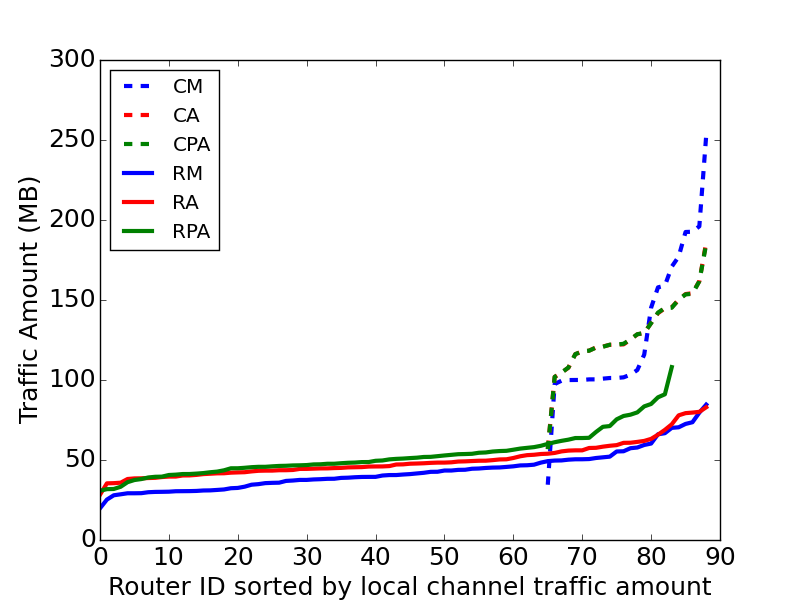 300
250
200
150
100
50
0
Traffic Amount (MB)
CM
CA
CPA
RM
RA
RPA
0 10 20 30 40 50 60 70 80 90
Router ID sorted by local channel traffic amount